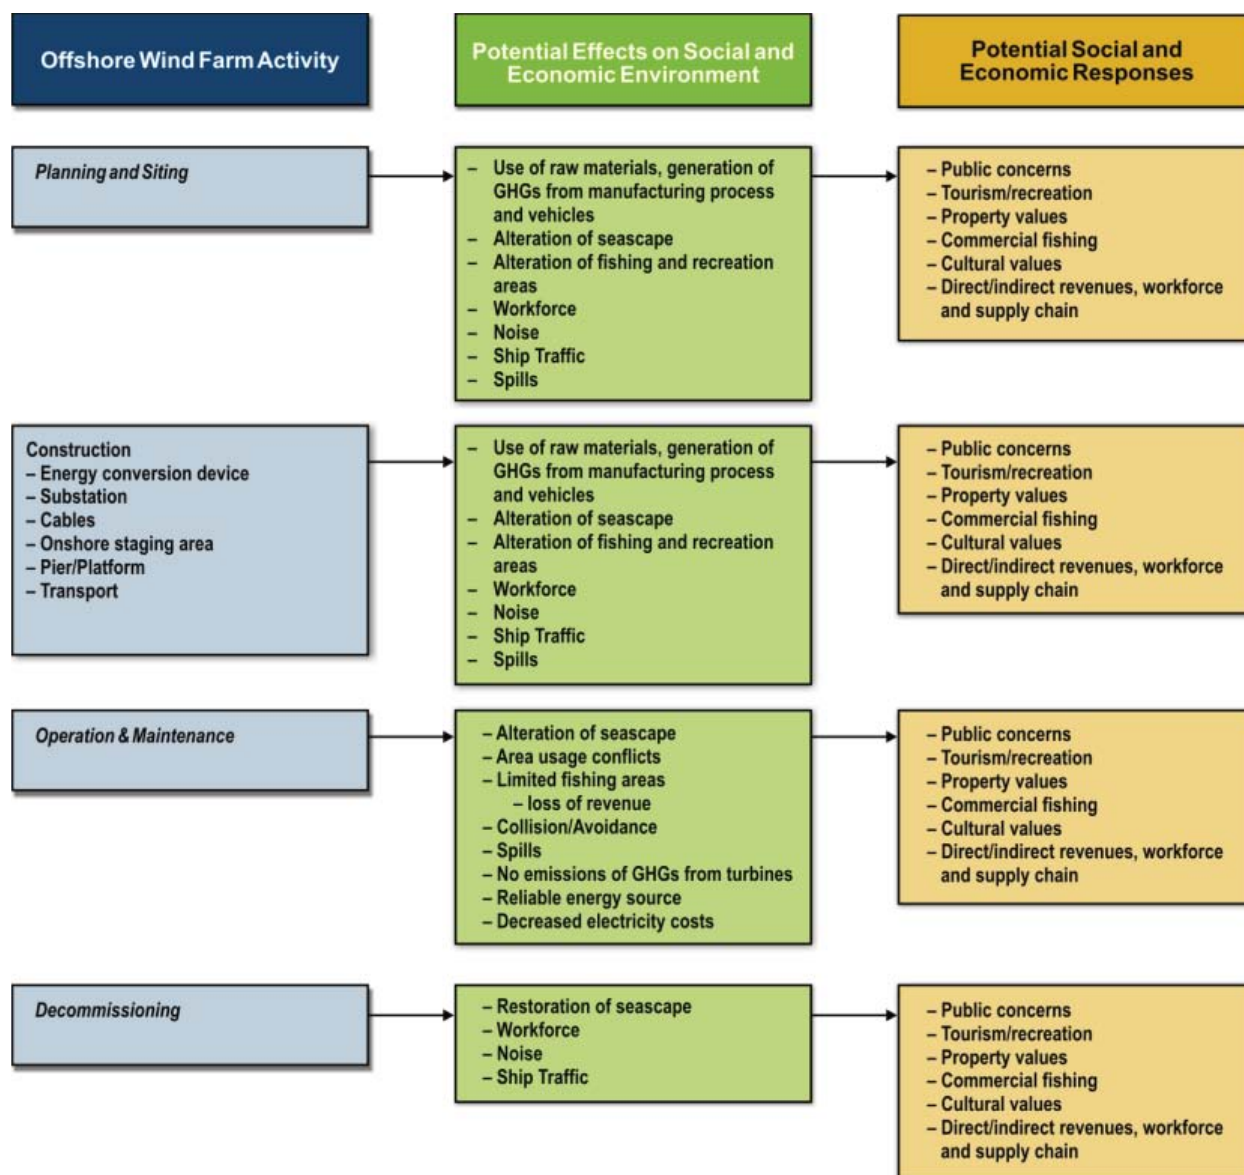 Offshore Wind Farm Activity
Potential Effects on Social and
Economic Environment
Potential Social and
Economic Responses
Planning and Siting
– Use of raw materials, generation of
GHGs from manufacturing process
and vehicles
– Alteration of seascape
– Alteration of fishing and recreation
areas
– Workforce
– Noise
– Ship Traffic
– Spills
– Public concerns
– Tourism/recreation
– Property values
– Commercial fishing
– Cultural values
– Direct/indirect revenues, workforce
and supply chain
Construction
– Energy conversion device
– Substation
– Cables
– Onshore staging area
– Pier/Platform
– Transport
– Use of raw materials, generation of
GHGs from manufacturing process
and vehicles
– Alteration of seascape
– Alteration of fishing and recreation
areas
– Workforce
– Noise
– Ship Traffic
– Spills
– Public concerns
– Tourism/recreation
– Property values
– Commercial fishing
– Cultural values
– Direct/indirect revenues, workforce
and supply chain
Operation & Maintenance
– Alteration of seascape
– Area usage conflicts
– Limited fishing areas
– loss of revenue
– Collision/Avoidance
– Spills
– No emissions of GHGs from turbines
– Reliable energy source
– Decreased electricity costs
– Public concerns
– Tourism/recreation
– Property values
– Commercial fishing
– Cultural values
– Direct/indirect revenues, workforce
and supply chain
Decommissioning
– Restoration of seascape
– Workforce
– Noise
– Ship Traffic
– Public concerns
– Tourism/recreation
– Property values
– Commercial fishing
– Cultural values
– Direct/indirect revenues, workforce
and supply chain